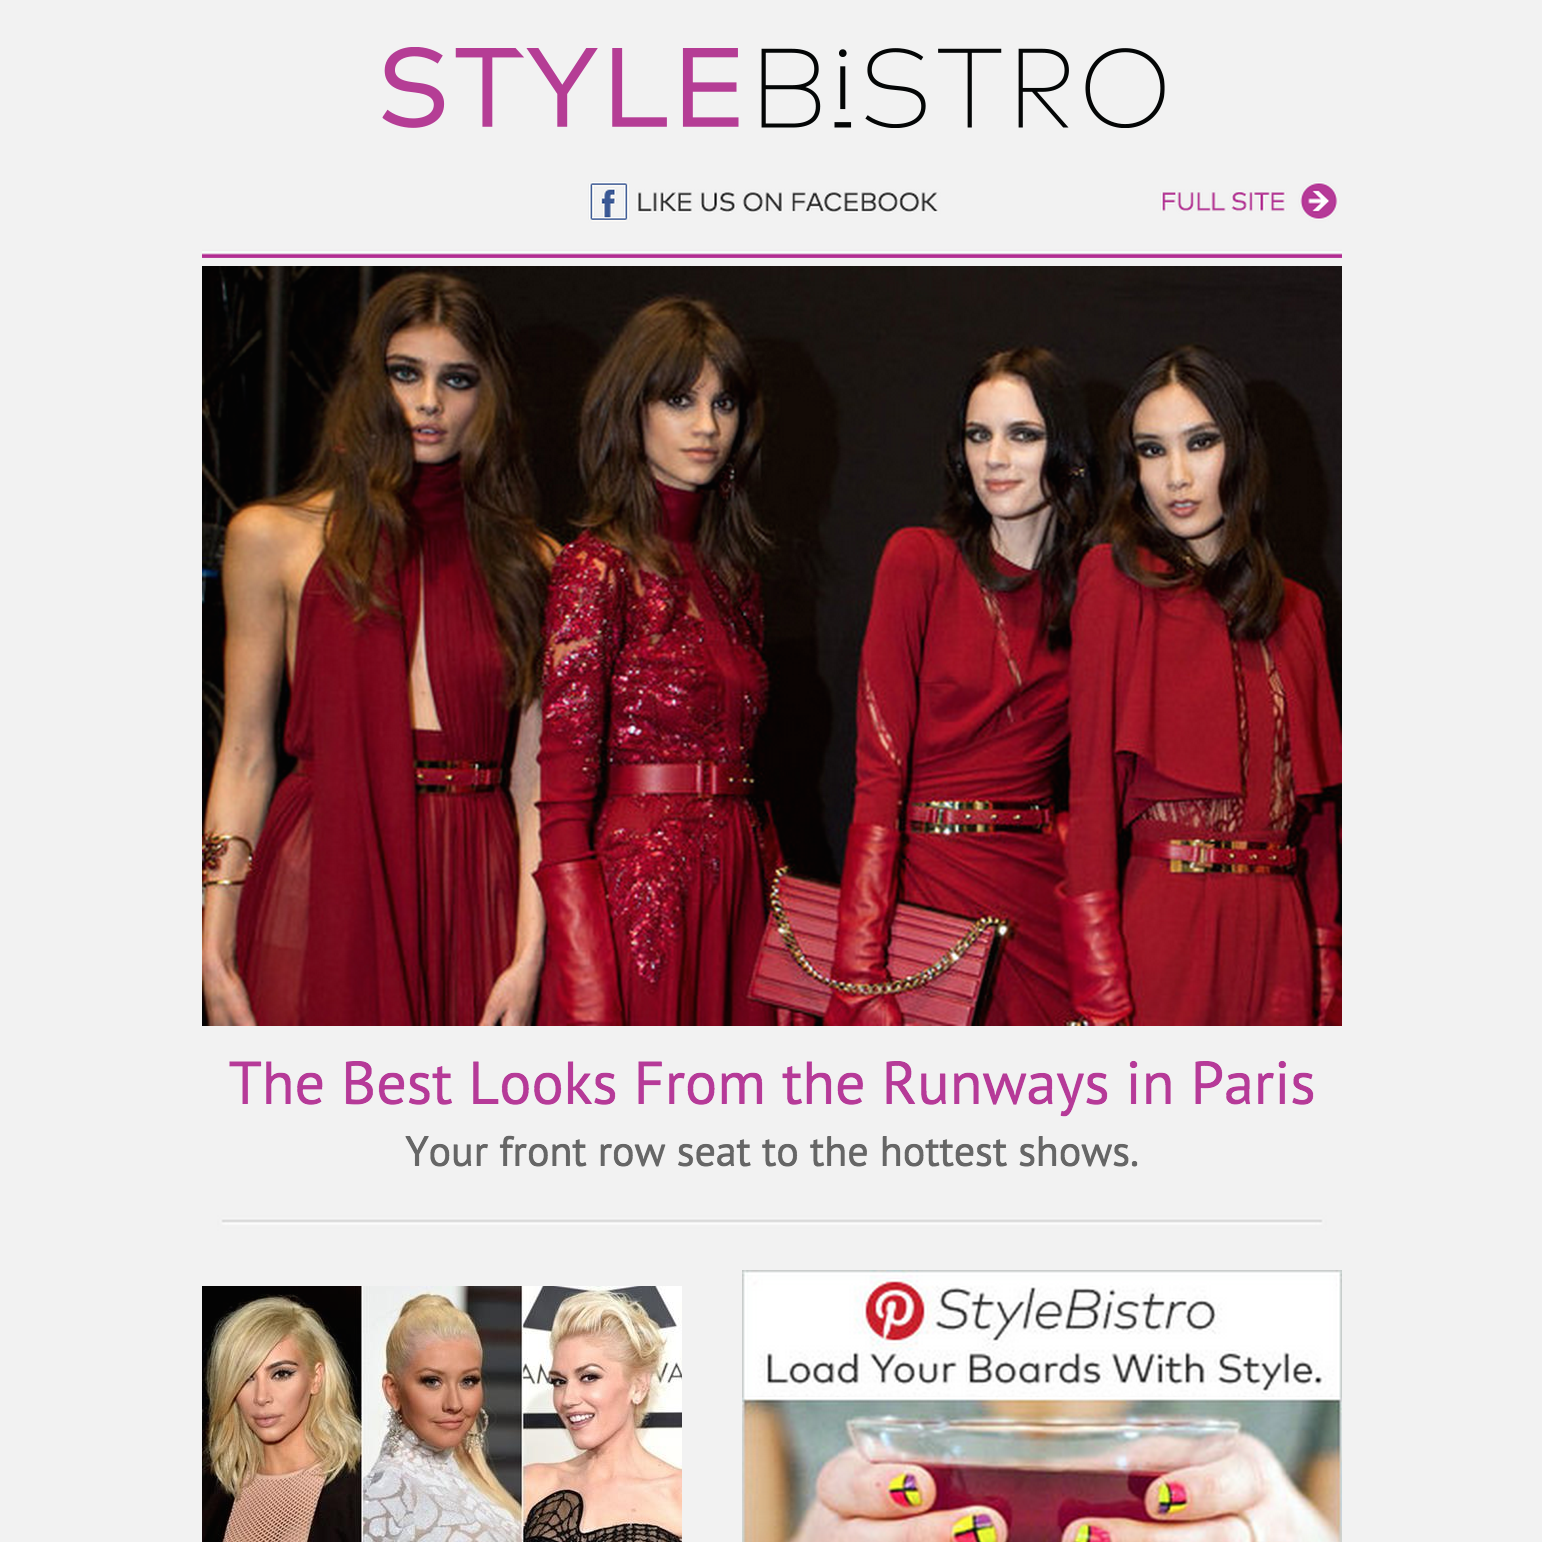 STYLEBiSTRO
LIKE US ON FACEBOOK
FULL SITE
The Best Looks From the Runways in Paris
Your front row seat to the hottest shows.
StyleBistro
Load Your Boards With Style.